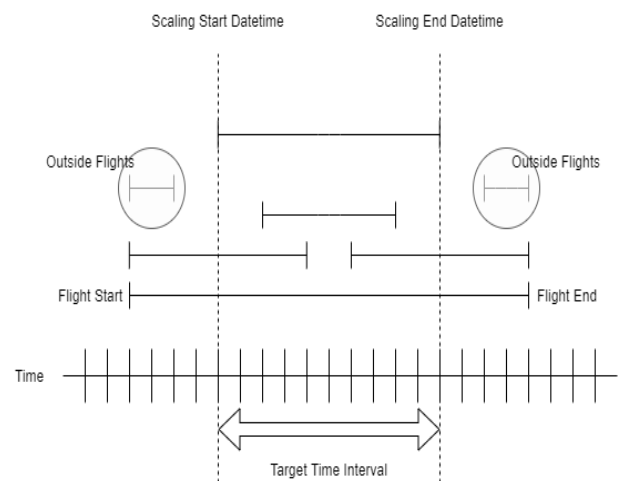 Scaling Start Datetime
Scaling End Datetime
Outside Flights
Outside Flights
Flight Start
Flight End
Time
Target Time Interval